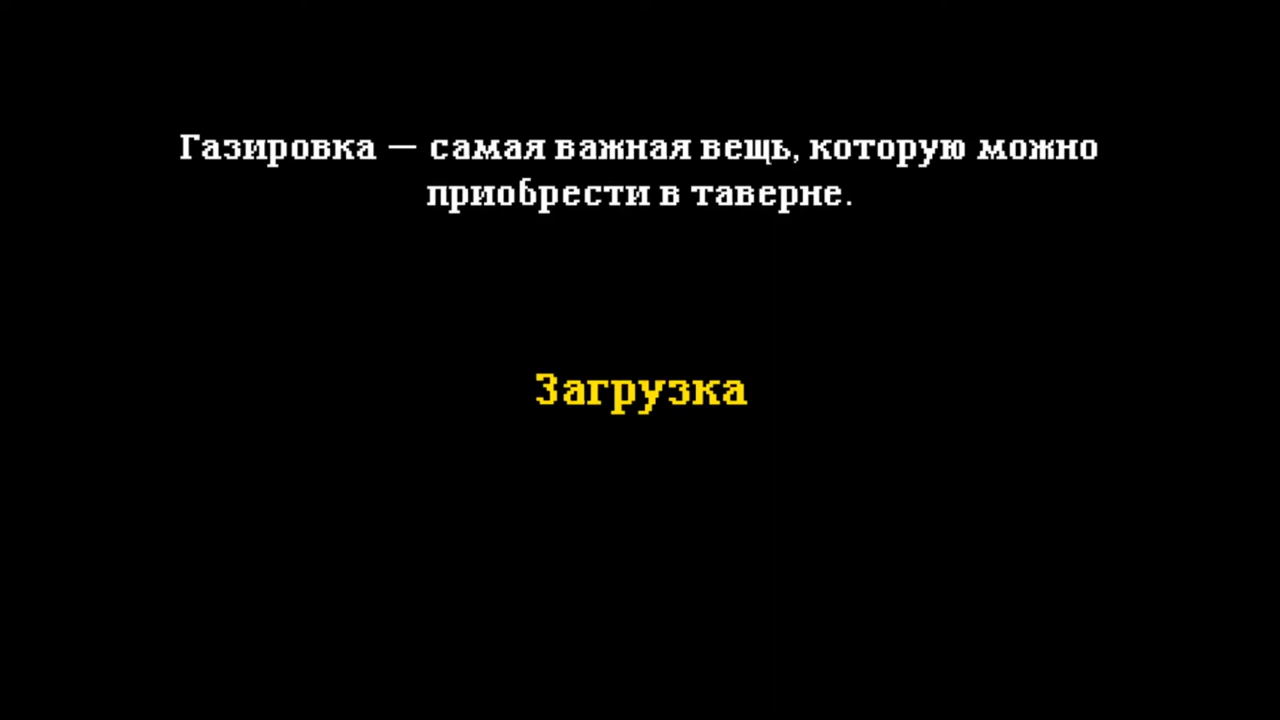 Газировка — самая важная вещь, которую можно
приобрести в таверне.
Загрузка